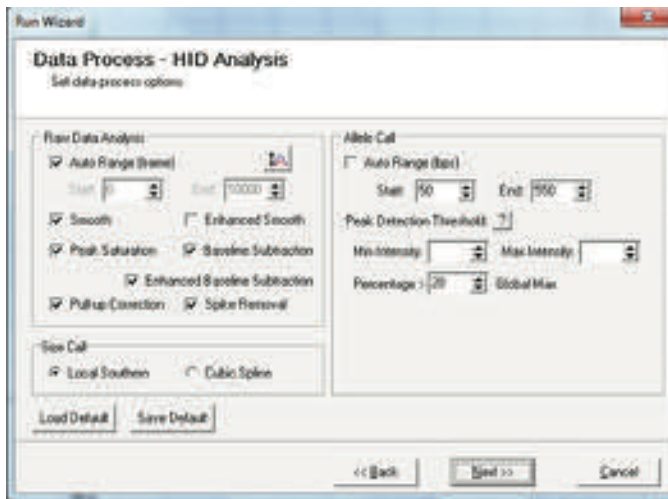 Run Wizard
Data Process - HID Analysis
Set data process options
Raw Data Analysis
Auto Range (frame)
Start: 0 End: 10000
Smooth Enhanced Smooth
Peak Saturation Baseline Subtraction
Enhanced Baseline Subtraction
Pull-up Correction Spike Removal
Size Call
Local Southern Cubic Spline
Allele Call
Auto Range (bps)
Start: 50 End: 550
Peak Detection Threshold: ?
Min Intensity: Max Intensity:
Percentage > 20 Global Max
Load Default Save Default
<< Back Next >> Cancel